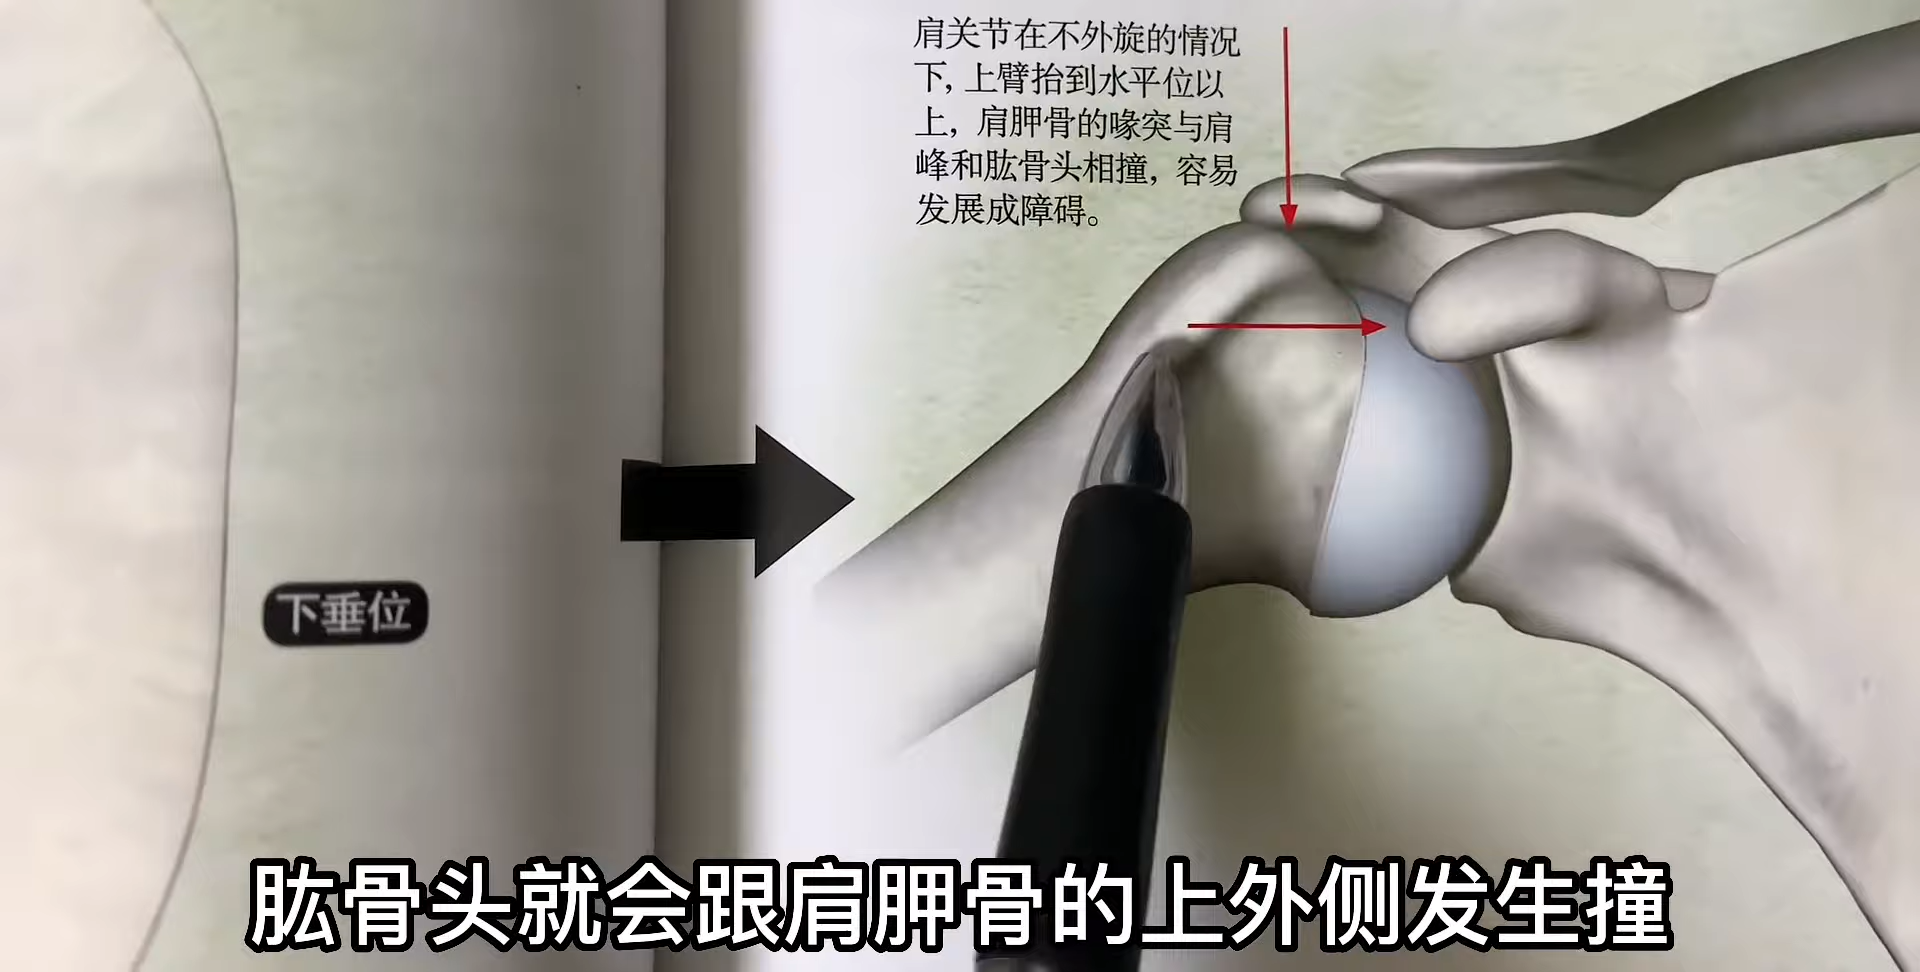 肩关节在不外旋的情况
下，上臂抬到水平位以
上，肩胛骨的喙突与肩
峰和肱骨头相撞，容易
发展成障碍。
下垂位
肱骨头就会跟肩胛骨的上外侧发生撞